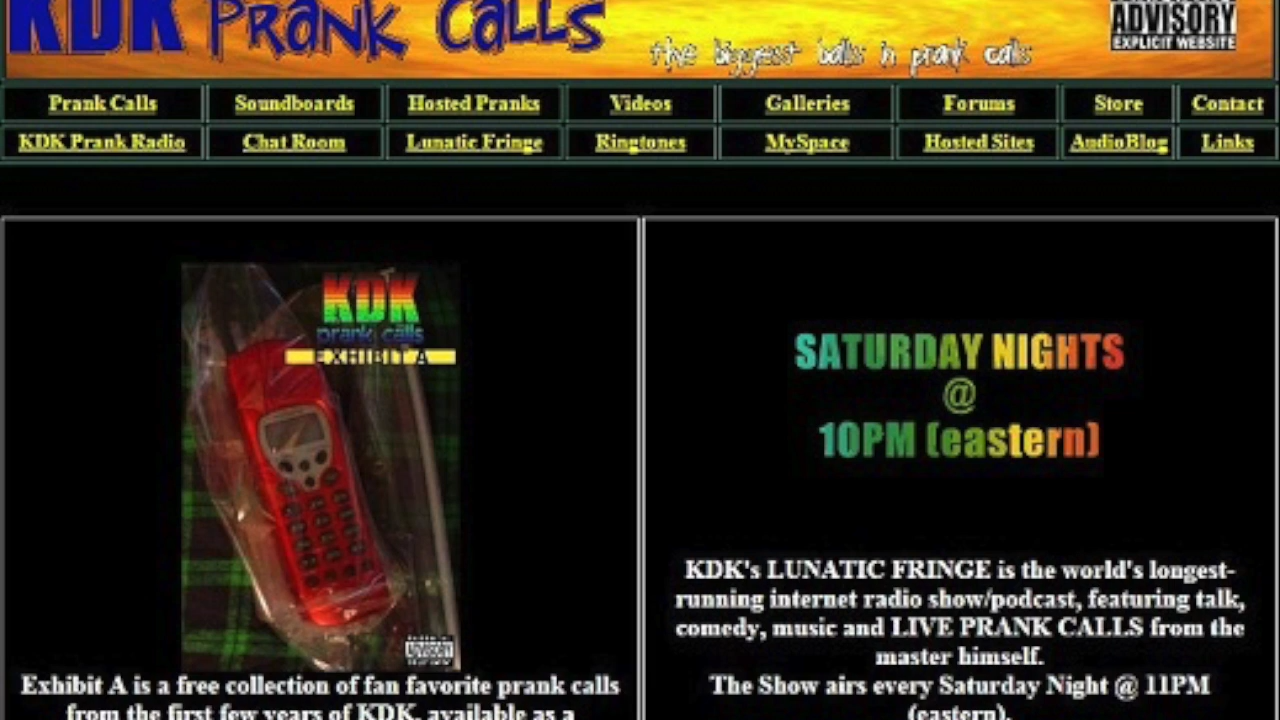 KDK Prank Calls
the biggest balls in prank calls
ADVISORY
EXPLICIT WEBSITE
Prank Calls Soundboards Hosted Pranks Videos Galleries Forums Store Contact
KDK Prank Radio Chat Room Lunatic Fringe Ringtones MySpace Hosted Sites AudioBlog Links
KDK
prank calls
EXHIBIT A
ADVISORY
Exhibit A is a free collection of fan favorite prank calls
from the first few years of KDK, available as a
SATURDAY NIGHTS
@
10PM (eastern)
KDK's LUNATIC FRINGE is the world's longest-
running internet radio show/podcast, featuring talk,
comedy, music and LIVE PRANK CALLS from the
master himself.
The Show airs every Saturday Night @ 11PM
(eastern).